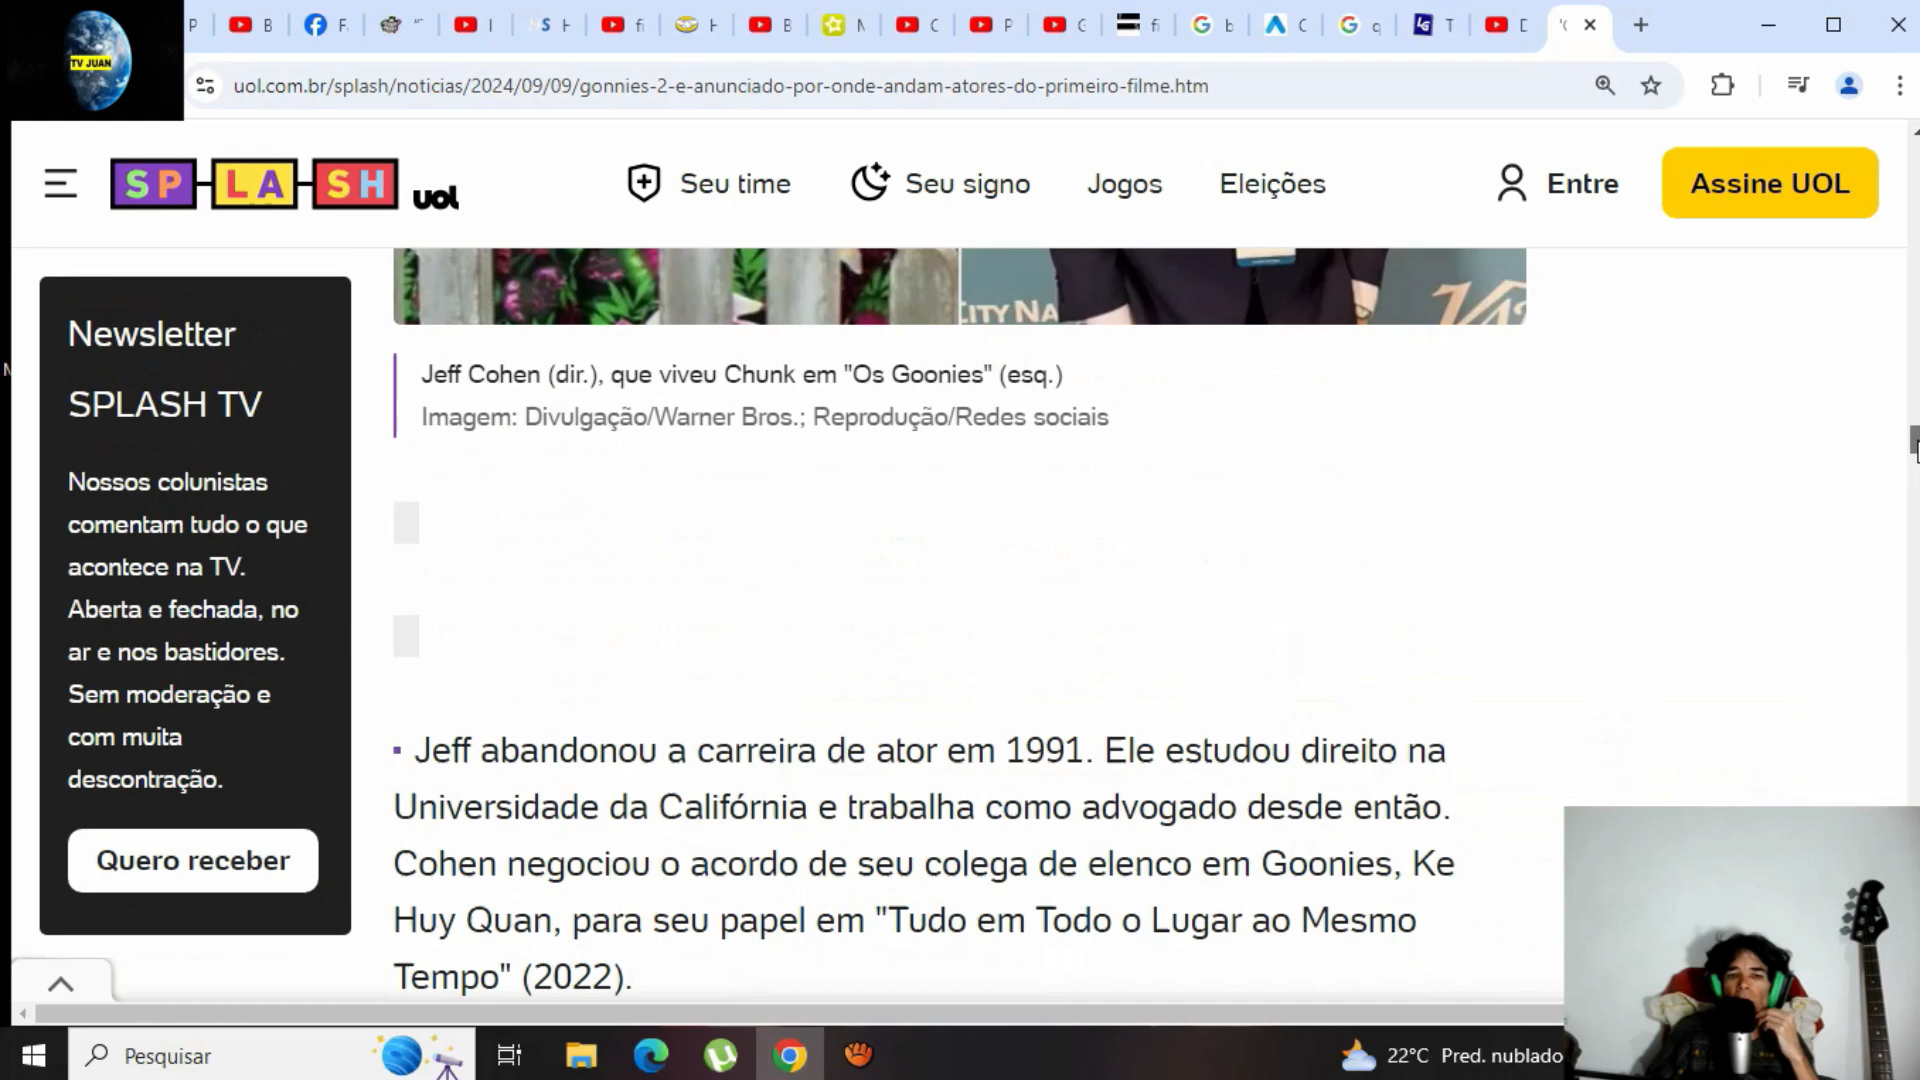 TV JUAN
uol.com.br/splash/noticias/2024/09/09/gonnies-2-e-anunciado-por-onde-andam-atores-do-primeiro-filme.htm
SPLASH uol
Seu time
Seu signo
Jogos
Eleições
Entre
Assine UOL
CITY NA
Newsletter
SPLASH TV
Nossos colunistas
comentam tudo o que
acontece na TV.
Aberta e fechada, no
ar e nos bastidores.
Sem moderação e
com muita
descontração.
Quero receber
Jeff Cohen (dir.), que viveu Chunk em "Os Goonies" (esq.)
Imagem: Divulgação/Warner Bros.; Reprodução/Redes sociais
Jeff abandonou a carreira de ator em 1991. Ele estudou direito na
Universidade da Califórnia e trabalha como advogado desde então.
Cohen negociou o acordo de seu colega de elenco em Goonies, Ke
Huy Quan, para seu papel em "Tudo em Todo o Lugar ao Mesmo
Tempo" (2022).
Pesquisar
22°C Pred. nublado